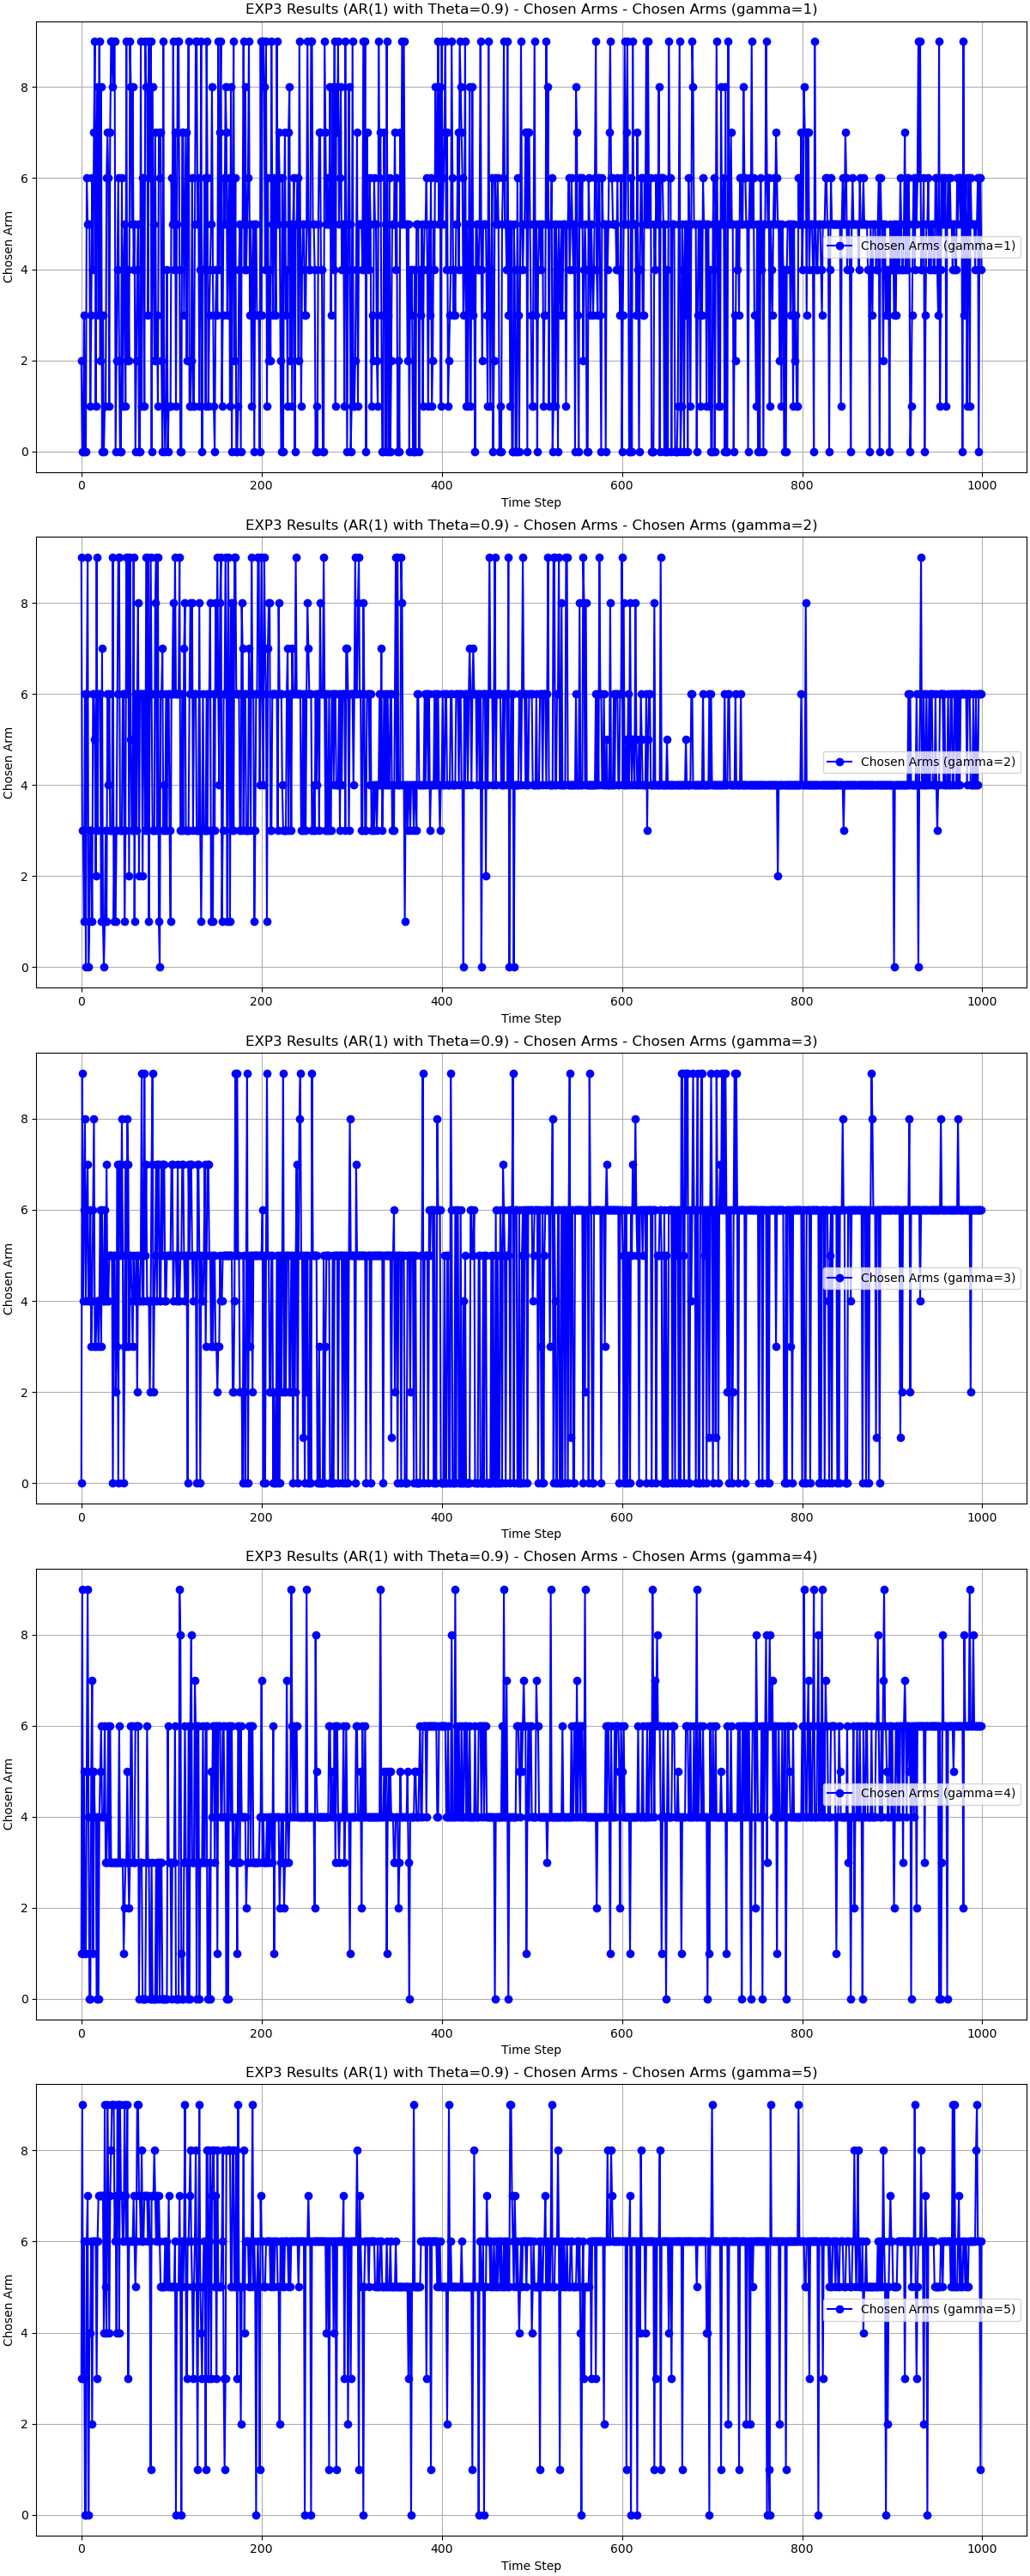 EXP3 Results (AR(1) with Theta=0.9) - Chosen Arms - Chosen Arms (gamma=1)
8
6
4
2
0
Chosen Arm
Chosen Arms (gamma=1)
0 200 400 600 800 1000
Time Step
EXP3 Results (AR(1) with Theta=0.9) - Chosen Arms - Chosen Arms (gamma=2)
8
6
4
2
0
Chosen Arm
Chosen Arms (gamma=2)
0 200 400 600 800 1000
Time Step
EXP3 Results (AR(1) with Theta=0.9) - Chosen Arms - Chosen Arms (gamma=3)
8
6
4
2
0
Chosen Arm
Chosen Arms (gamma=3)
0 200 400 600 800 1000
Time Step
EXP3 Results (AR(1) with Theta=0.9) - Chosen Arms - Chosen Arms (gamma=4)
8
6
4
2
0
Chosen Arm
Chosen Arms (gamma=4)
0 200 400 600 800 1000
Time Step
EXP3 Results (AR(1) with Theta=0.9) - Chosen Arms - Chosen Arms (gamma=5)
8
6
4
2
0
Chosen Arm
Chosen Arms (gamma=5)
0 200 400 600 800 1000
Time Step